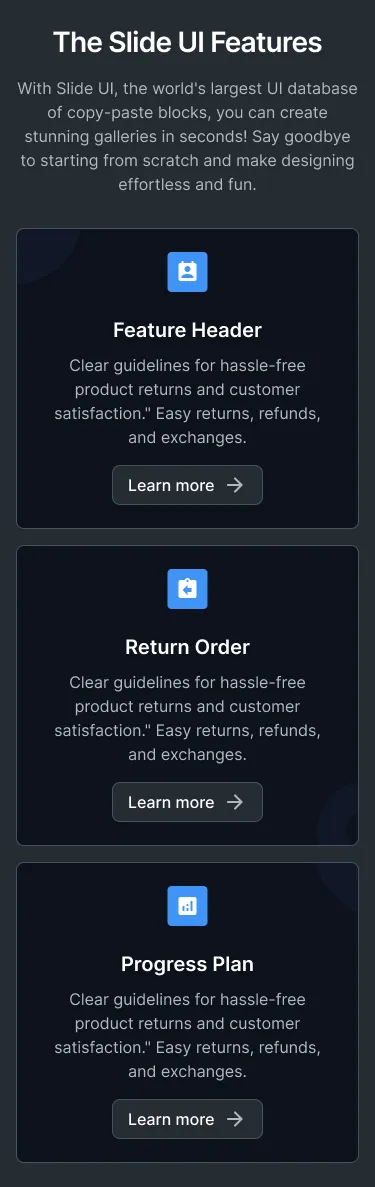 The Slide UI Features
With Slide UI, the world's largest UI database
of copy-paste blocks, you can create
stunning galleries in seconds! Say goodbye
to starting from scratch and make designing
effortless and fun.
Feature Header
Clear guidelines for hassle-free
product returns and customer
satisfaction." Easy returns, refunds,
and exchanges.
Learn more
Return Order
Clear guidelines for hassle-free
product returns and customer
satisfaction." Easy returns, refunds,
and exchanges.
Learn more
Progress Plan
Clear guidelines for hassle-free
product returns and customer
satisfaction." Easy returns, refunds,
and exchanges.
Learn more